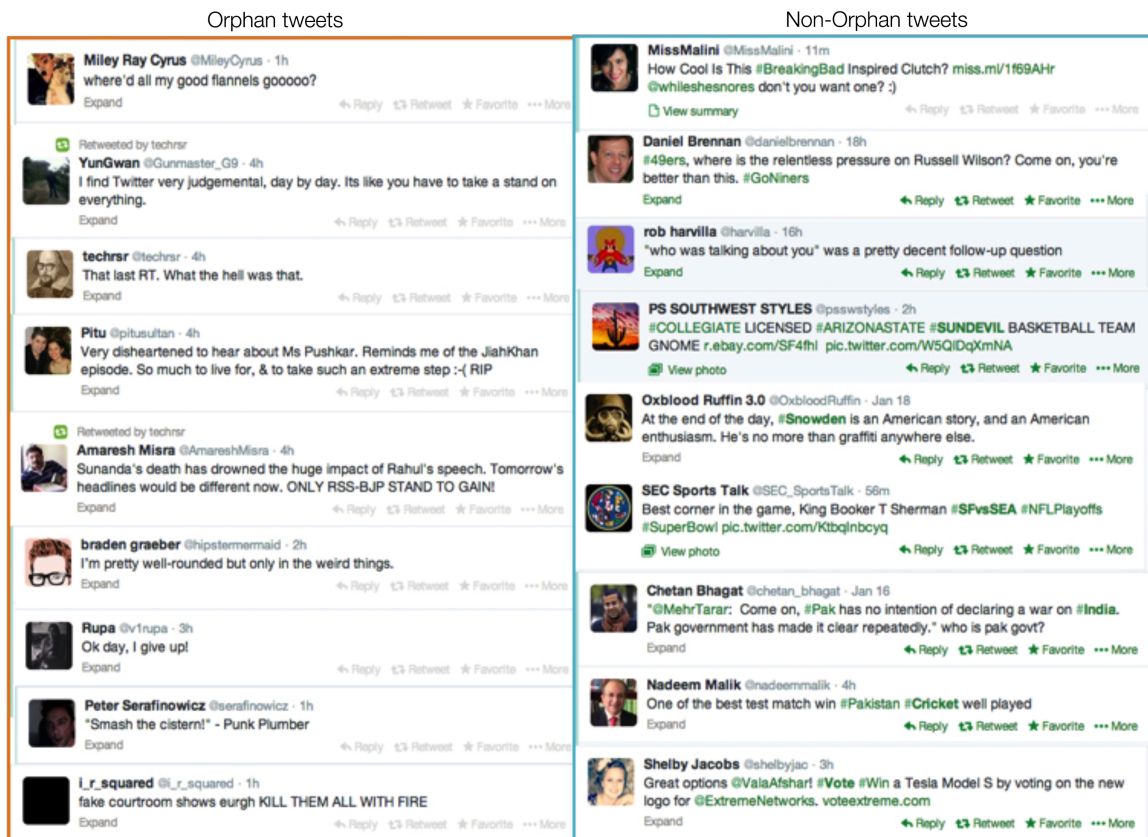 Orphan tweets
Miley Ray Cyrus @MileyCyrus · 1h
where'd all my good flannels gooooo?
Expand Reply Retweet Favorite More
Retweeted by techrsr
YunGwan @Gunmaster_G9 · 4h
I find Twitter very judgemental, day by day. Its like you have to take a stand on
everything.
Expand Reply Retweet Favorite More
techrsr @techrsr · 4h
That last RT. What the hell was that.
Expand Reply Retweet Favorite More
Pitu @pitusultan · 4h
Very disheartened to hear about Ms Pushkar. Reminds me of the JiahKhan
episode. So much to live for, & to take such an extreme step :-( RIP
Expand Reply Retweet Favorite More
Retweeted by techrsr
Amaresh Misra @AmareshMisra · 4h
Sunanda's death has drowned the huge impact of Rahul's speech. Tomorrow's
headlines would be different now. ONLY RSS-BJP STAND TO GAIN!
Expand Reply Retweet Favorite More
braden graeber @hipstermermaid · 2h
I'm pretty well-rounded but only in the weird things.
Expand Reply Retweet Favorite More
Rupa @v1rupa · 3h
Ok day, I give up!
Expand Reply Retweet Favorite More
Peter Serafinowicz @serafinowicz · 1h
"Smash the cistern!" - Punk Plumber
Expand Reply Retweet Favorite More
i_r_squared @i_r_squared · 1h
fake courtroom shows eurgh KILL THEM ALL WITH FIRE
Expand Reply Retweet Favorite More
Non-Orphan tweets
MissMalini @MissMalini · 11m
How Cool Is This #BreakingBad Inspired Clutch? miss.ml/1f69AHr
@whileshesnores don't you want one? :)
View summary Reply Retweet Favorite More
Daniel Brennan @danielbrennan · 18h
#49ers, where is the relentless pressure on Russell Wilson? Come on, you're
better than this. #GoNiners
Expand Reply Retweet Favorite More
rob harvilla @harvilla · 16h
"who was talking about you" was a pretty decent follow-up question
Expand Reply Retweet Favorite More
PS SOUTHWEST STYLES @psswstyles · 2h
#COLLEGIATE LICENSED #ARIZONASTATE #SUNDEVIL BASKETBALL TEAM
GNOME r.ebay.com/SF4fhl pic.twitter.com/W5QlDqXmNA
View photo Reply Retweet Favorite More
Oxblood Ruffin 3.0 @OxbloodRuffin · Jan 18
At the end of the day, #Snowden is an American story, and an American
enthusiasm. He's no more than graffiti anywhere else.
Expand Reply Retweet Favorite More
SEC Sports Talk @SEC_SportsTalk · 56m
Best corner in the game, King Booker T Sherman #SFvsSEA #NFLPlayoffs
#SuperBowl pic.twitter.com/Ktbqlnbcyq
View photo Reply Retweet Favorite More
Chetan Bhagat @chetan_bhagat · Jan 16
"@MehrTarar: Come on, #Pak has no intention of declaring a war on #India.
Pak government has made it clear repeatedly." who is pak govt?
Expand Reply Retweet Favorite More
Nadeem Malik @nadeemmalik · 4h
One of the best test match win #Pakistan #Cricket well played
Expand Reply Retweet Favorite More
Shelby Jacobs @shelbyjac · 3h
Great options @ValaAfshar! #Vote #Win a Tesla Model S by voting on the new
logo for @ExtremeNetworks. voteextreme.com
Expand Reply Retweet Favorite More